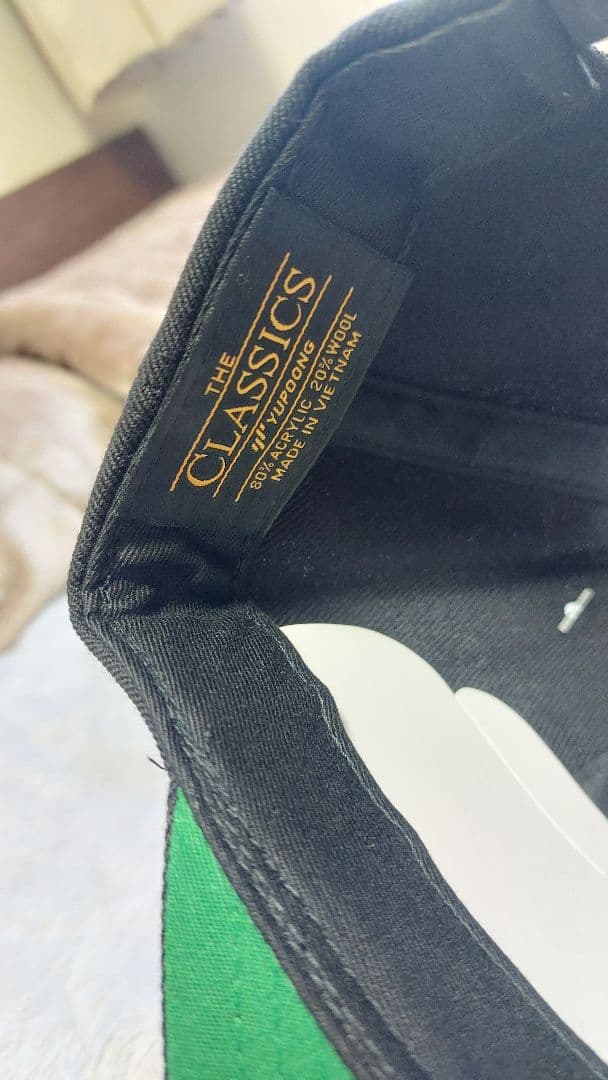 THE
CLASSICS
YUPOONG
80% ACRYLIC 20% WOOL
MADE IN VIETNAM